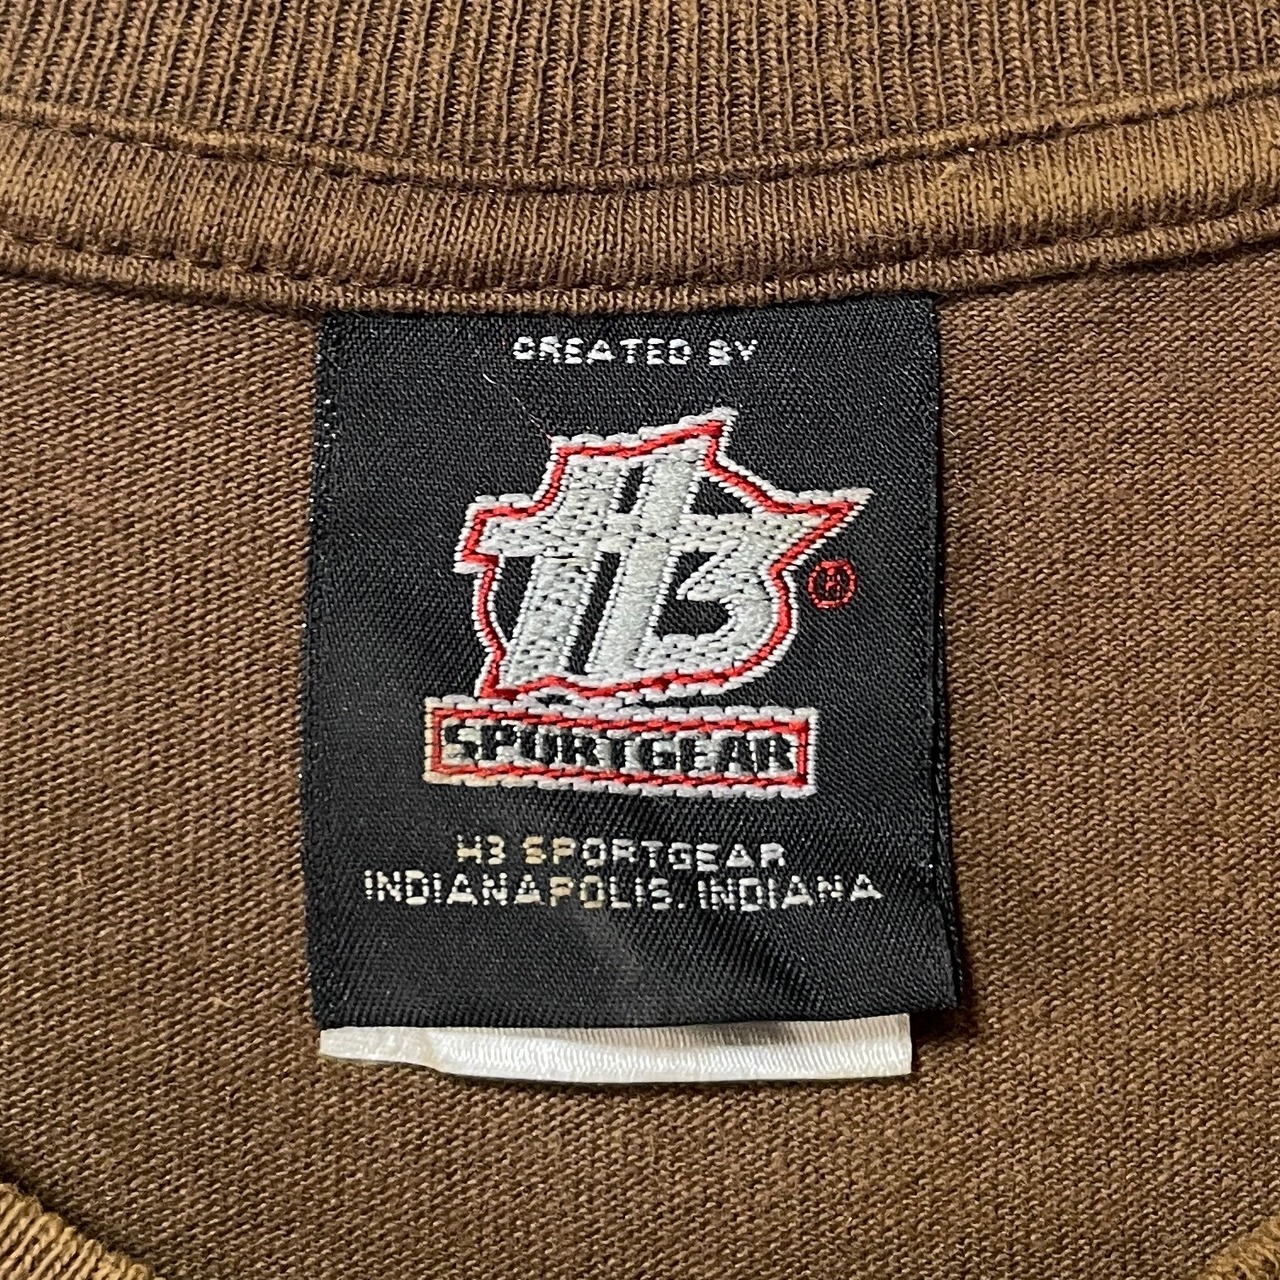 CREATED BY
H3 ®
SPORTGEAR
H3 SPORTGEAR
INDIANAPOLIS, INDIANA